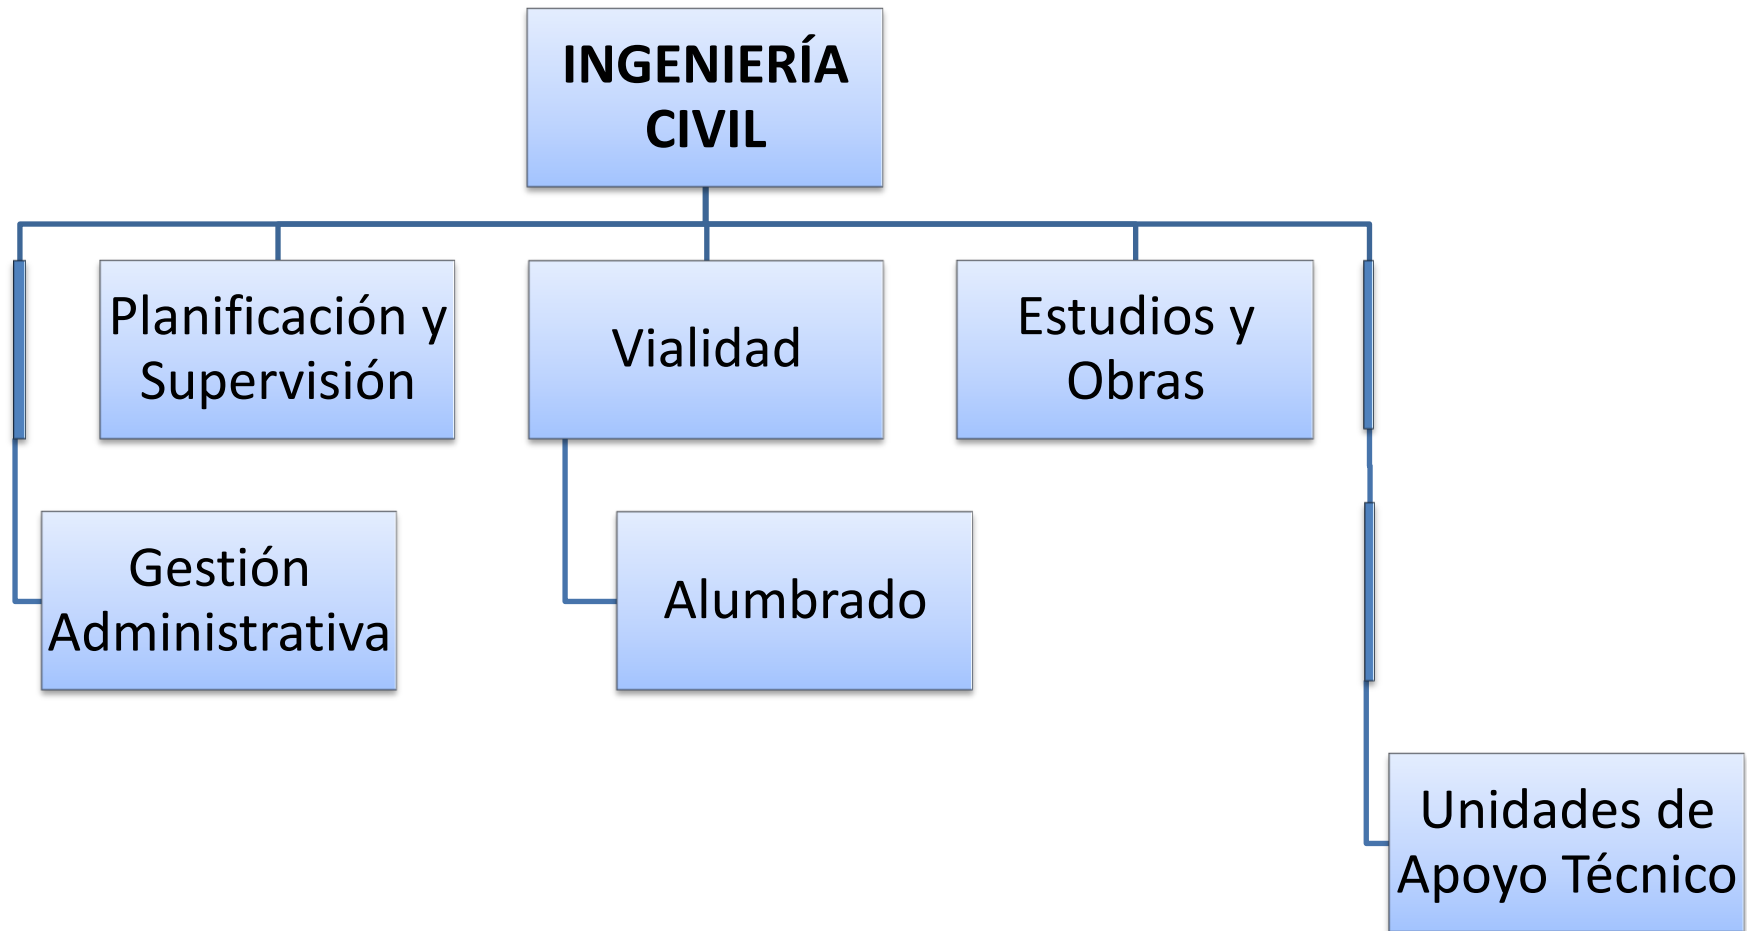 INGENIERÍA
CIVIL
Planificación y
Supervisión
Vialidad
Estudios y
Obras
Gestión
Administrativa
Alumbrado
Unidades de
Apoyo Técnico